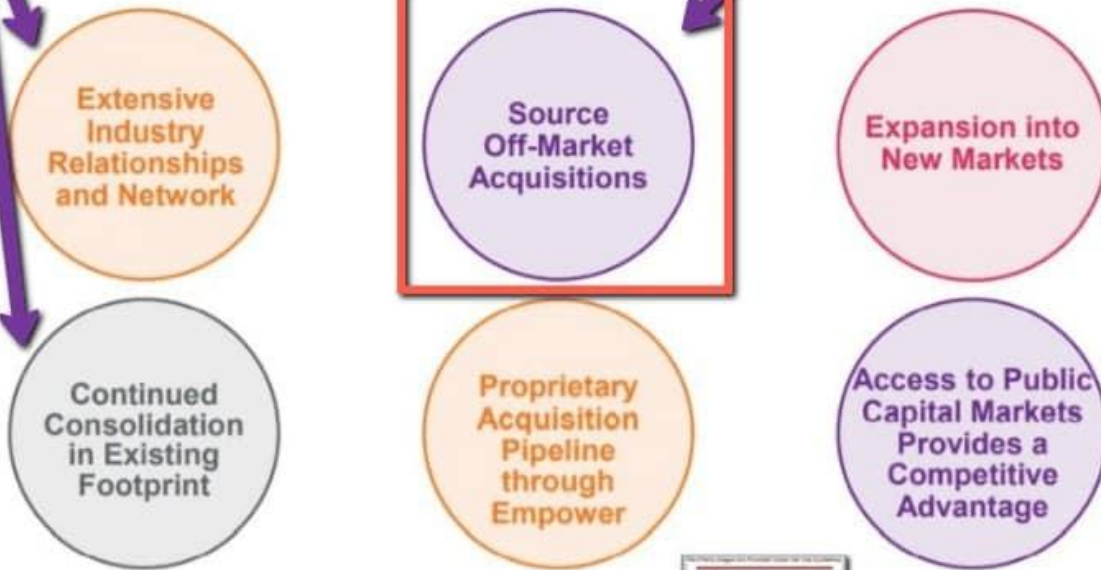 Extensive
Industry
Relationships
and Network
Source
Off-Market
Acquisitions
Expansion into
New Markets
Continued
Consolidation
in Existing
Footprint
Proprietary
Acquisition
Pipeline
through
Empower
Access to Public
Capital Markets
Provides a
Competitive
Advantage